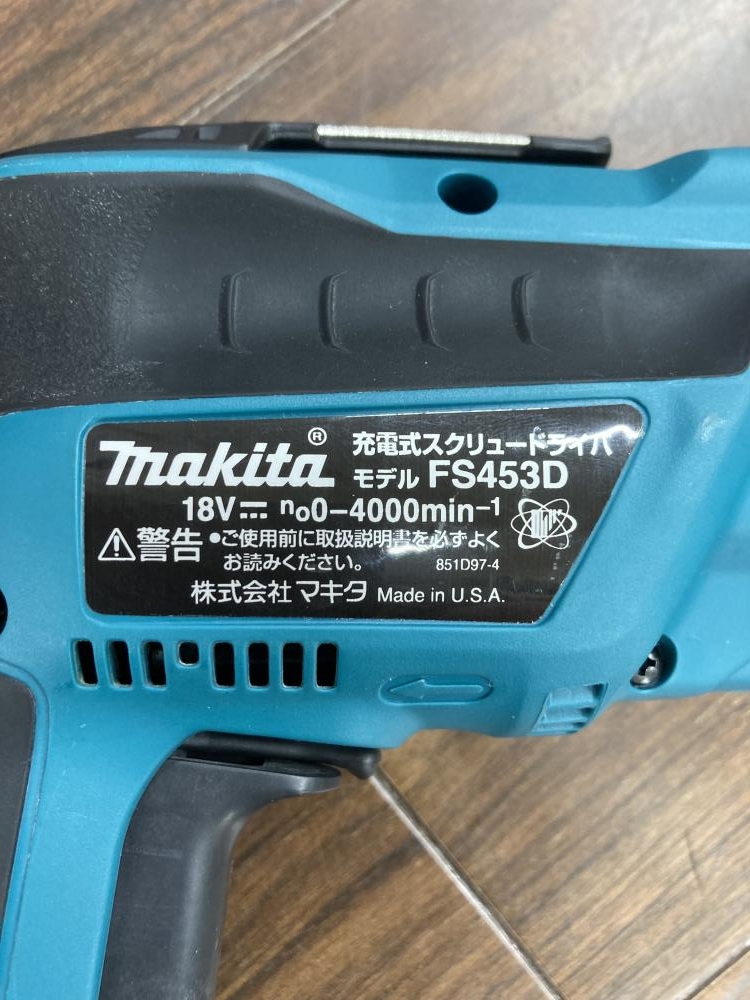 makita®
充電式スクリュードライバ
モデル FS453D
18V⎓ n₀0-4000min⁻¹
⚠警告 •ご使用前に取扱説明書を必ずよく
お読みください。 851D97-4
株式会社マキタ Made in U.S.A.